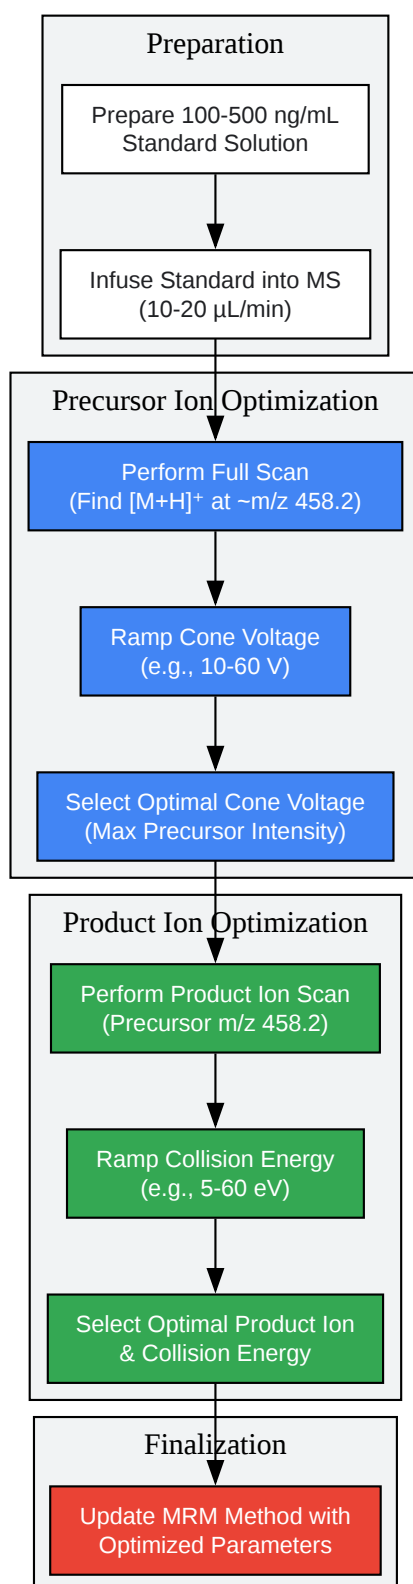 Preparation
Prepare 100-500 ng/mL
Standard Solution
Infuse Standard into MS
(10-20 µL/min)
Precursor Ion Optimization
Perform Full Scan
(Find [M+H]⁺ at ~m/z 458.2)
Ramp Cone Voltage
(e.g., 10-60 V)
Select Optimal Cone Voltage
(Max Precursor Intensity)
Product Ion Optimization
Perform Product Ion Scan
(Precursor m/z 458.2)
Ramp Collision Energy
(e.g., 5-60 eV)
Select Optimal Product Ion
& Collision Energy
Finalization
Update MRM Method with
Optimized Parameters